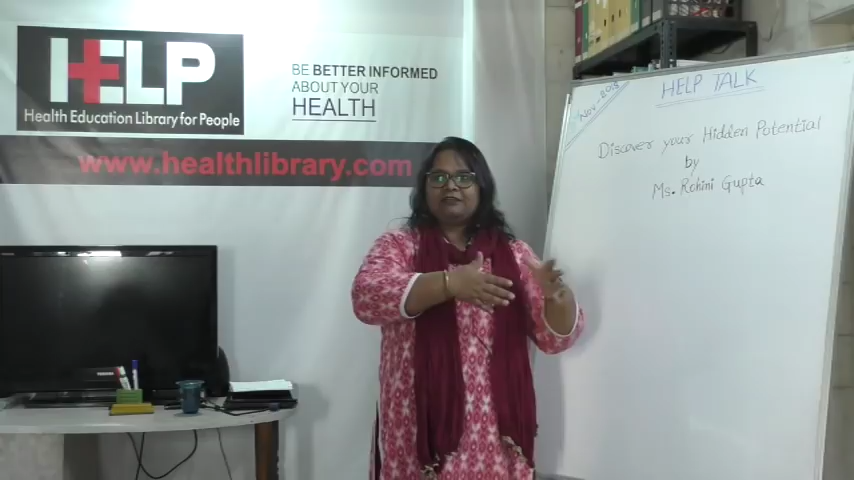 HELP
Health Education Library for People
BE BETTER INFORMED
ABOUT YOUR
HEALTH
www.healthlibrary.com
HELP TALK
Discover your Hidden Potential
by
Ms. Rohini Gupta